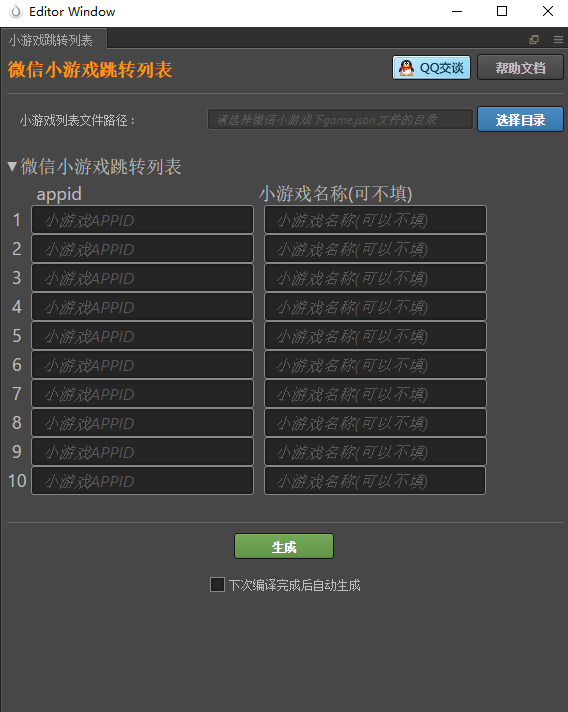 Editor Window
小游戏跳转列表
微信小游戏跳转列表 QQ交谈 帮助文档
小游戏列表文件路径： 请选择微信小游戏下game.json文件的目录 选择目录
▼微信小游戏跳转列表
appid 小游戏名称(可不填)
1 小游戏APPID 小游戏名称(可以不填)
2 小游戏APPID 小游戏名称(可以不填)
3 小游戏APPID 小游戏名称(可以不填)
4 小游戏APPID 小游戏名称(可以不填)
5 小游戏APPID 小游戏名称(可以不填)
6 小游戏APPID 小游戏名称(可以不填)
7 小游戏APPID 小游戏名称(可以不填)
8 小游戏APPID 小游戏名称(可以不填)
9 小游戏APPID 小游戏名称(可以不填)
10 小游戏APPID 小游戏名称(可以不填)
生成
下次编译完成后自动生成